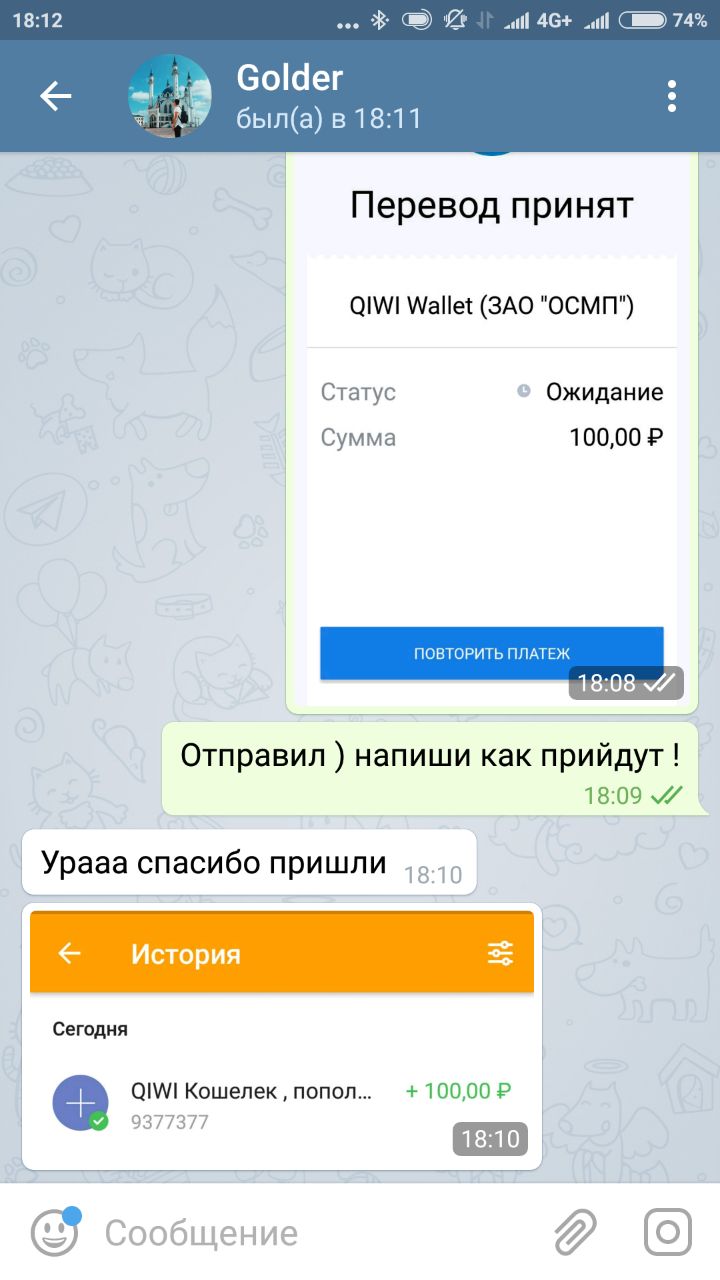 18:12
... 4G+ 74%
Golder
был(а) в 18:11
Перевод принят
QIWI Wallet (ЗАО "ОСМП")
Статус Ожидание
Сумма 100,00 ₽
ПОВТОРИТЬ ПЛАТЕЖ
18:08
Отправил ) напиши как прийдут !
18:09
Урааа спасибо пришли
18:10
История
Сегодня
QIWI Кошелек , попол... + 100,00 ₽
9377377
18:10
Сообщение